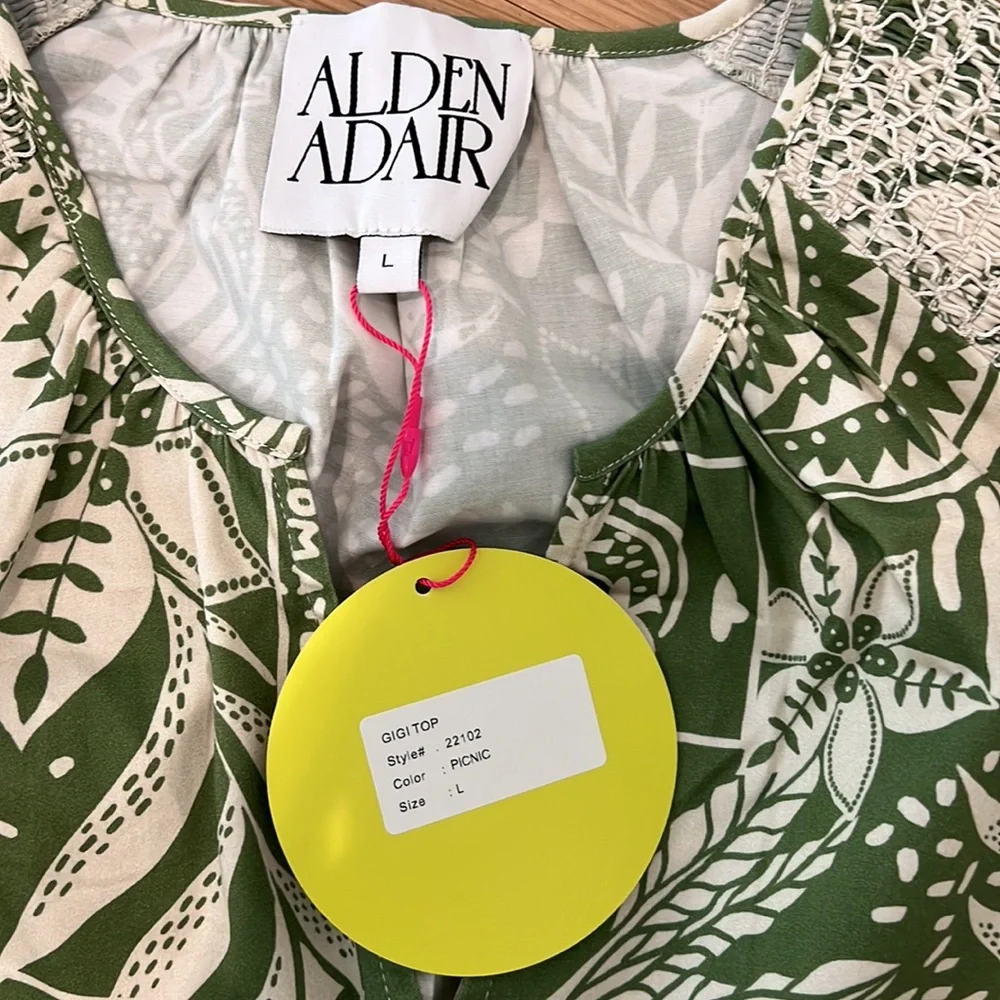 ALDEN
ADAIR
L
GIGI TOP
Style# : 22102
Color : PICNIC
Size : L